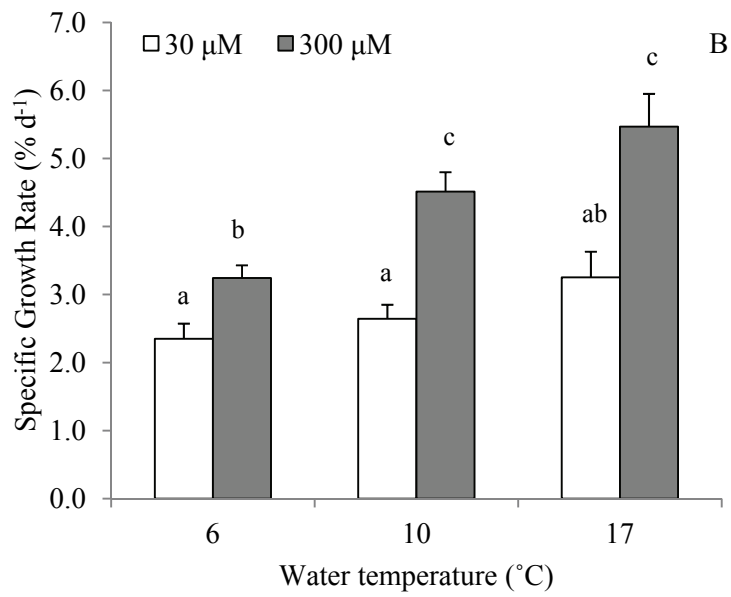 7.0
30 μM 300 μM B
6.0
5.0
4.0
3.0
2.0
1.0
0.0
Specific Growth Rate (% d-1)
a b a c ab c
6 10 17
Water temperature (˚C)